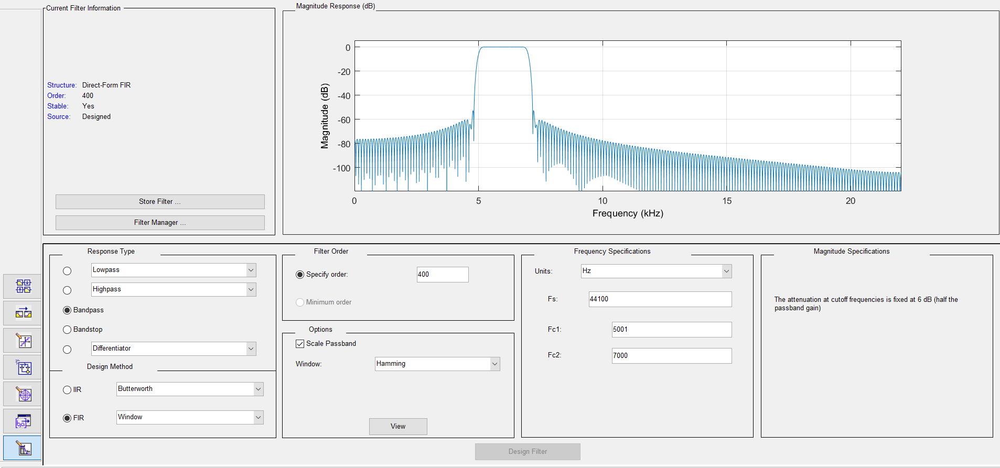 Current Filter Information
Structure: Direct-Form FIR
Order: 400
Stable: Yes
Source: Designed
Store Filter ...
Filter Manager ...
Magnitude Response (dB)
0
-20
-40
-60
-80
-100
Magnitude (dB)
0 5 10 15 20
Frequency (kHz)
Response Type
Lowpass
Highpass
Bandpass
Bandstop
Differentiator
Design Method
IIR Butterworth
FIR Window
Filter Order
Specify order: 400
Minimum order
Options
Scale Passband
Window: Hamming
View
Frequency Specifications
Units: Hz
Fs: 44100
Fc1: 5001
Fc2: 7000
Magnitude Specifications
The attenuation at cutoff frequencies is fixed at 6 dB (half the
passband gain)
Design Filter